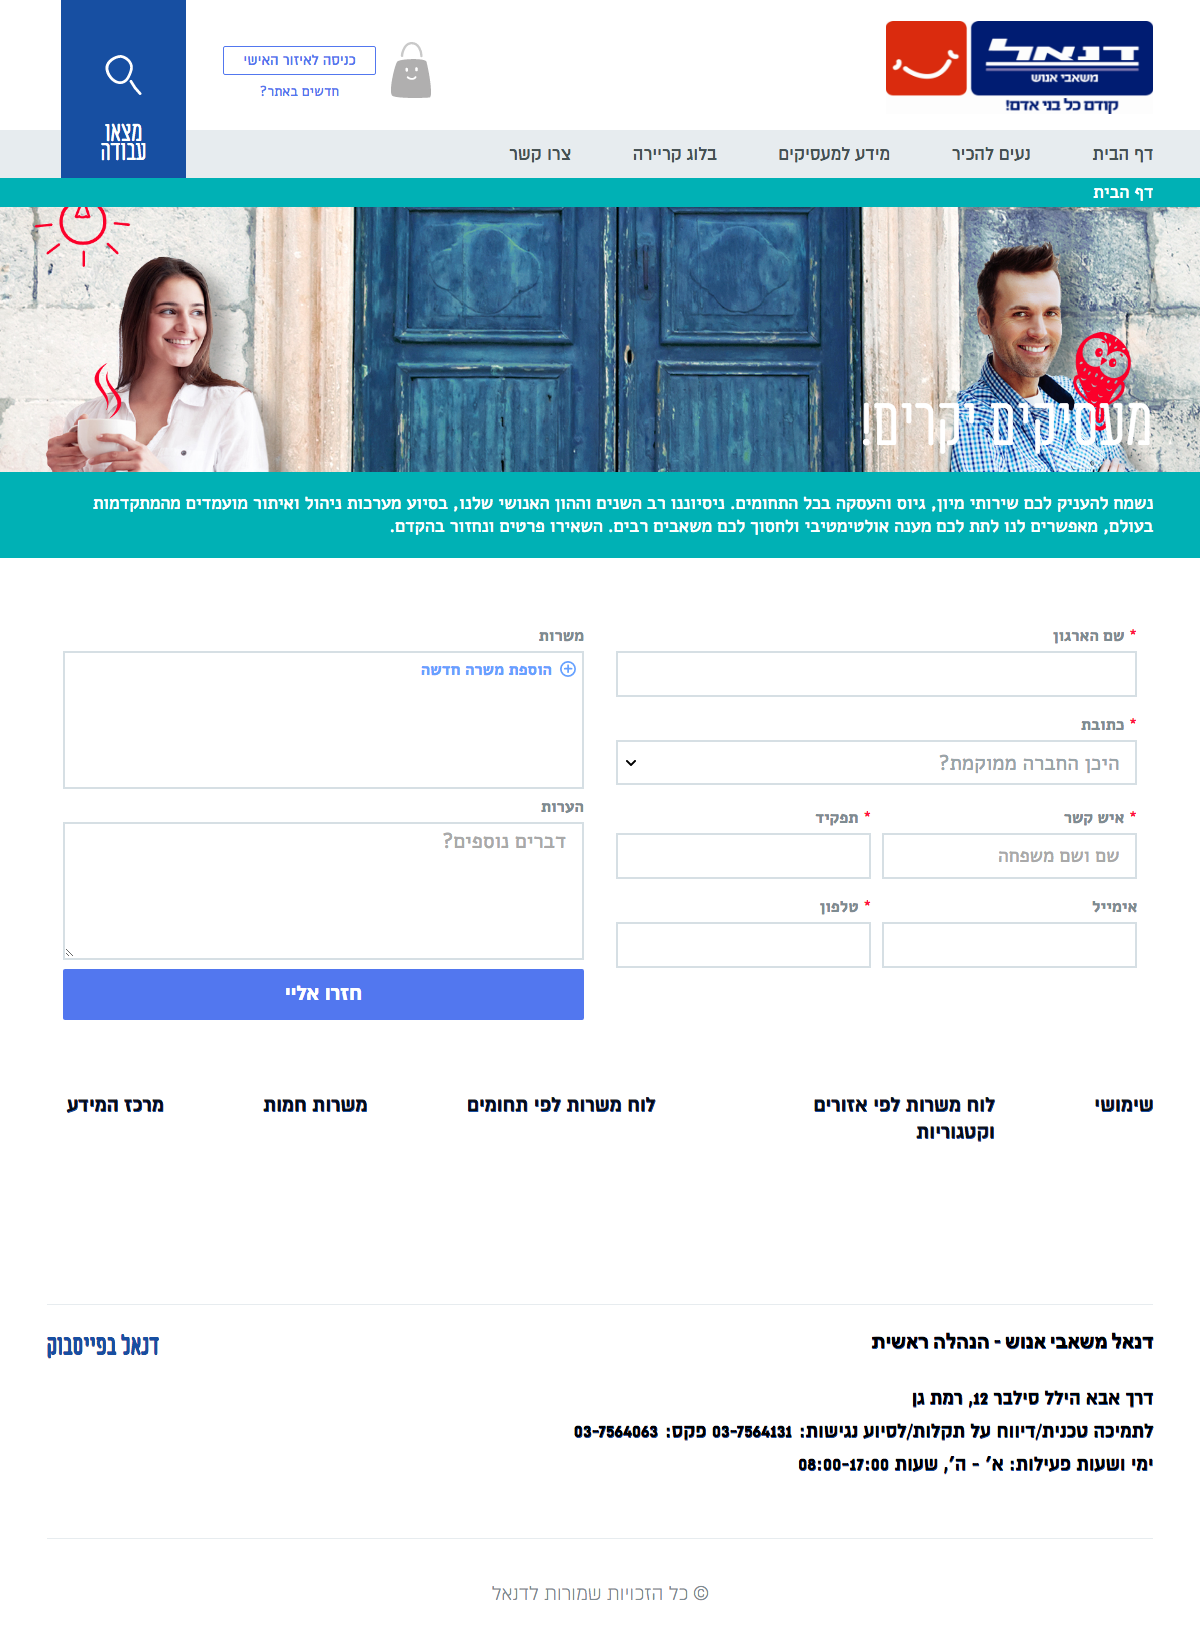 דנאל
משאבי אנוש
קודם כל בני אדם!
כניסה לאיזור האישי
חדשים באתר?
מצאו
עבודה
דף הבית
נעים להכיר
מידע למעסיקים
בלוג קריירה
צרו קשר
דף הבית
מעסיקים יקרים!
נשמח להעניק לכם שירותי מיון, גיוס והעסקה בכל התחומים. ניסיוננו רב השנים וההון האנושי שלנו, בסיוע מערכות ניהול ואיתור מועמדים מהמתקדמות
בעולם, מאפשרים לנו לתת לכם מענה אולטימטיבי ולחסוך לכם משאבים רבים. השאירו פרטים ונחזור בהקדם.
* שם הארגון
* כתובת
היכן החברה ממוקמת?
* איש קשר
* תפקיד
שם ושם משפחה
אימייל
* טלפון
משרות
הוספת משרה חדשה
הערות
דברים נוספים?
חזרו אליי
שימושי
לוח משרות לפי אזורים
וקטגוריות
לוח משרות לפי תחומים
משרות חמות
מרכז המידע
דנאל משאבי אנוש - הנהלה ראשית
דנאל בפייסבוק
דרך אבא הילל סילבר 12, רמת גן
לתמיכה טכנית/דיווח על תקלות/לסיוע נגישות: 03-7564131 פקס: 03-7564063
ימי ושעות פעילות: א' - ה', שעות 08:00-17:00
© כל הזכויות שמורות לדנאל